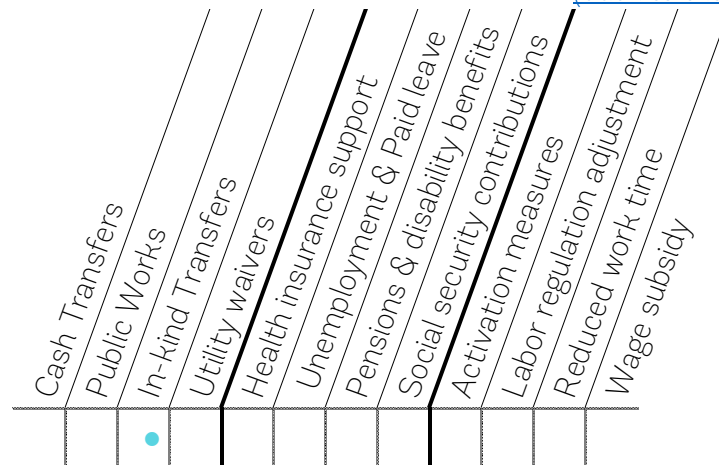 Cash Transfers
Public Works
In-kind Transfers
Utility waivers
Health insurance support
Unemployment & Paid leave
Pensions & disability benefits
Social security contributions
Activation measures
Labor regulation adjustment
Reduced work time
Wage subsidy